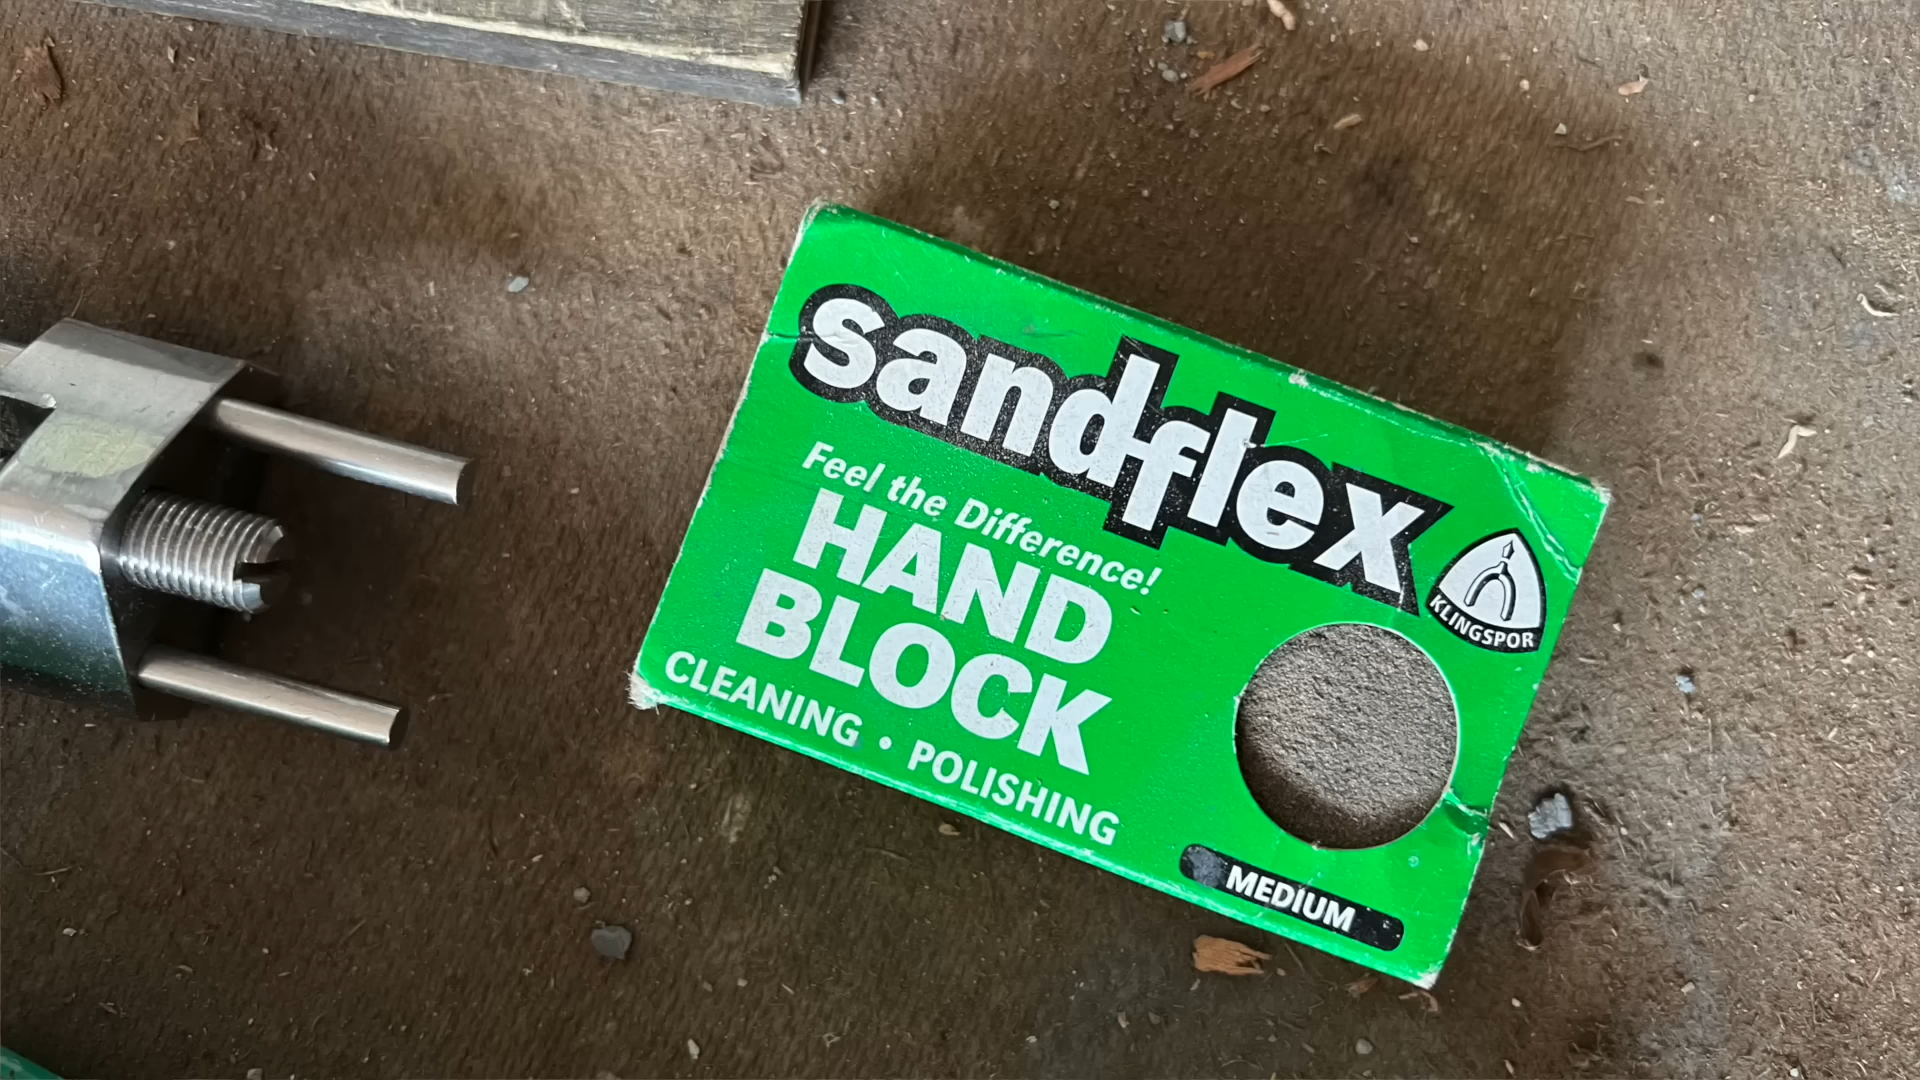 sandflex
Feel the Difference!
HAND
BLOCK
CLEANING • POLISHING
KLINGSPOR
MEDIUM